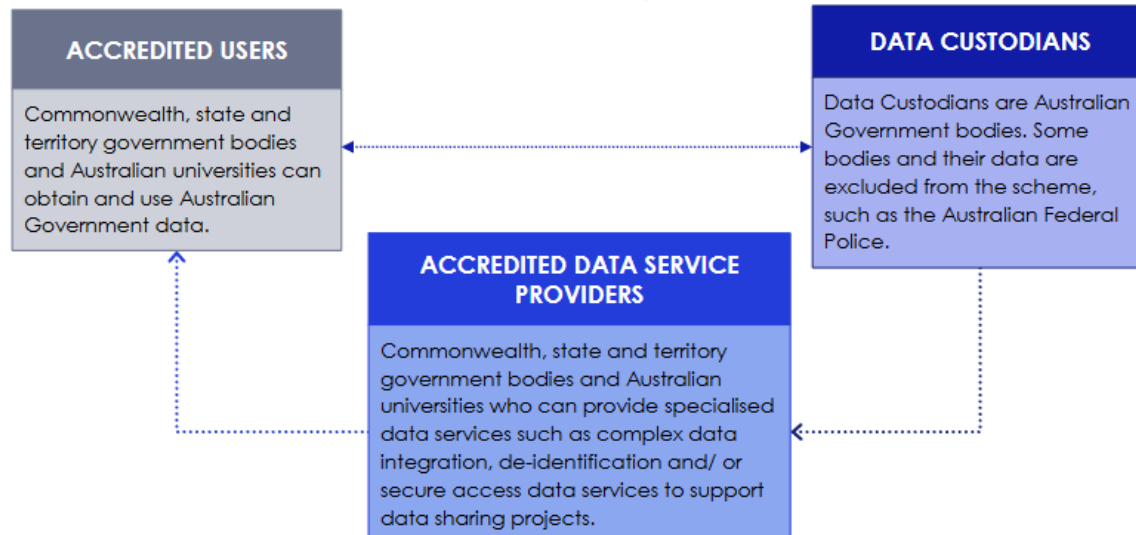 ACCREDITED USERS
Commonwealth, state and
territory government bodies
and Australian universities can
obtain and use Australian
Government data.
DATA CUSTODIANS
Data Custodians are Australian
Government bodies. Some
bodies and their data are
excluded from the scheme,
such as the Australian Federal
Police.
ACCREDITED DATA SERVICE
PROVIDERS
Commonwealth, state and territory
government bodies and Australian
universities who can provide specialised
data services such as complex data
integration, de-identification and/ or
secure access data services to support
data sharing projects.